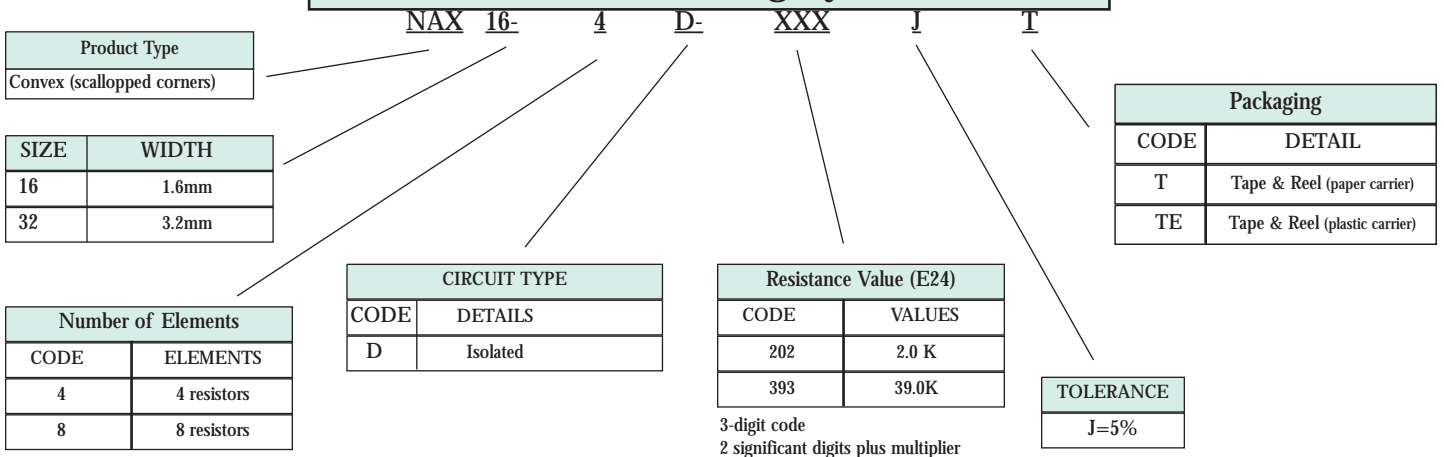 NAX 16- 4 D- XXX J T
Product Type
Convex (scallopped corners)
SIZE WIDTH
16 1.6mm
32 3.2mm
Number of Elements
CODE ELEMENTS
4 4 resistors
8 8 resistors
CIRCUIT TYPE
CODE DETAILS
D Isolated
Resistance Value (E24)
CODE VALUES
202 2.0 K
393 39.0K
3-digit code
2 significant digits plus multiplier
TOLERANCE
J=5%
Packaging
CODE DETAIL
T Tape & Reel (paper carrier)
TE Tape & Reel (plastic carrier)